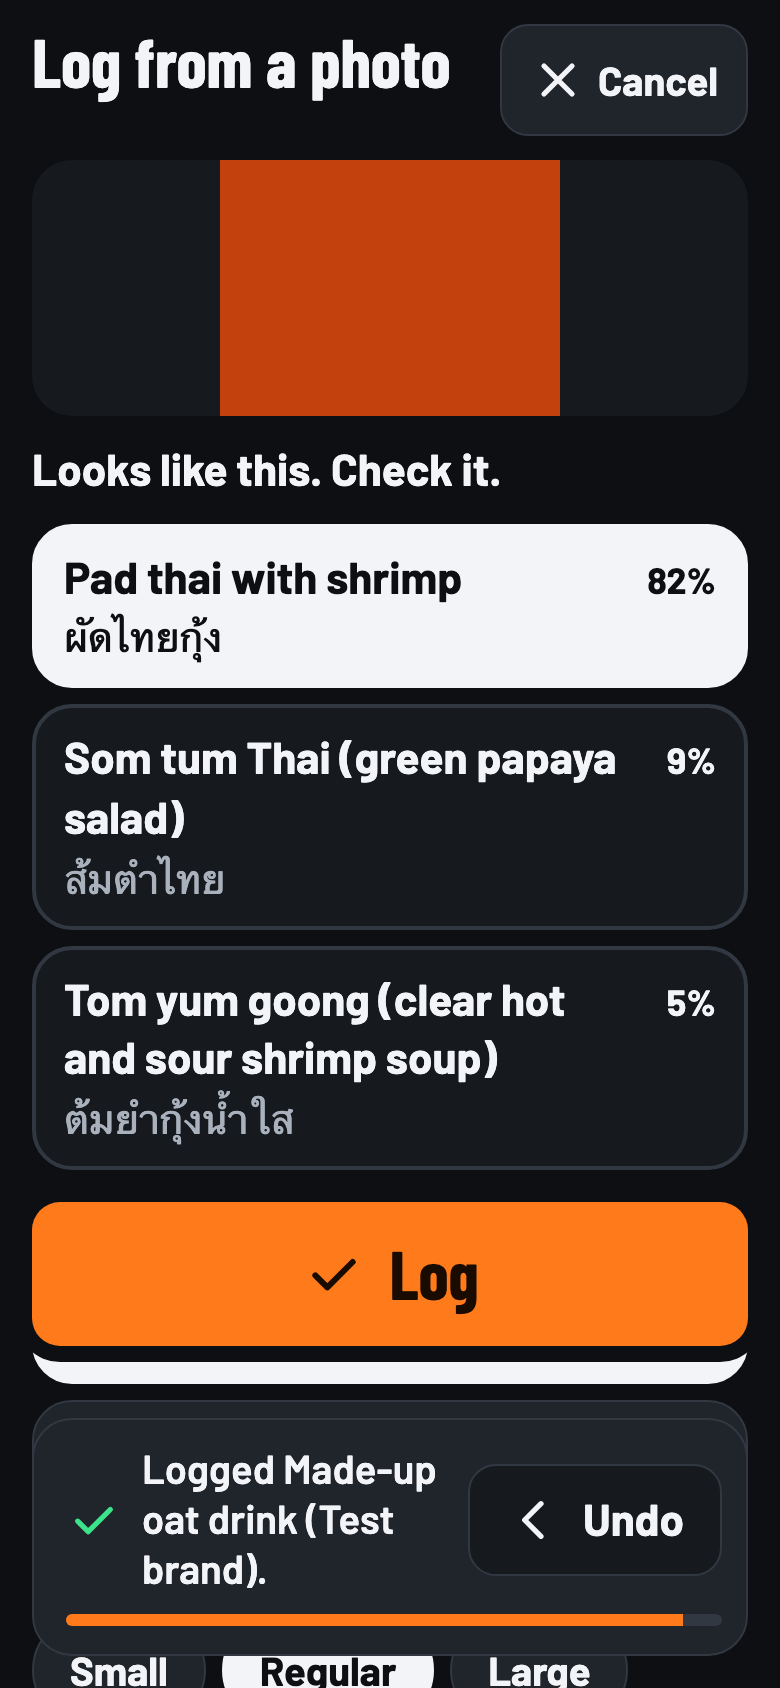 Log from a photo
Cancel
Looks like this. Check it.
Pad thai with shrimp 82%
ผัดไทยกุ้ง
Som tum Thai (green papaya 9%
salad)
ส้มตำไทย
Tom yum goong (clear hot 5%
and sour shrimp soup)
ต้มยำกุ้งน้ำใส
Log
Logged Made-up
oat drink (Test
brand).
Undo
Small Regular Large